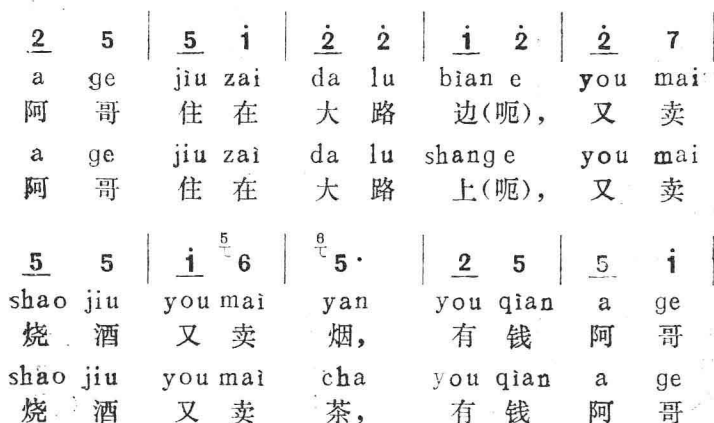 2 5 | 5 i | 2̇ 2̇ | i 2̇ | 2̇ 7
a ge jiu zai da lu bian e you mai
阿 哥 住 在 大 路 边(呃), 又 卖
a ge jiu zai da lu shang e you mai
阿 哥 住 在 大 路 上(呃), 又 卖
5 5 | i 5 6 | 6 5· | 2 5 | 5 i
shao jiu you mai yan you qian a ge
烧 酒 又 卖 烟, 有 钱 阿 哥
shao jiu you mai cha you qian a ge
烧 酒 又 卖 茶, 有 钱 阿 哥